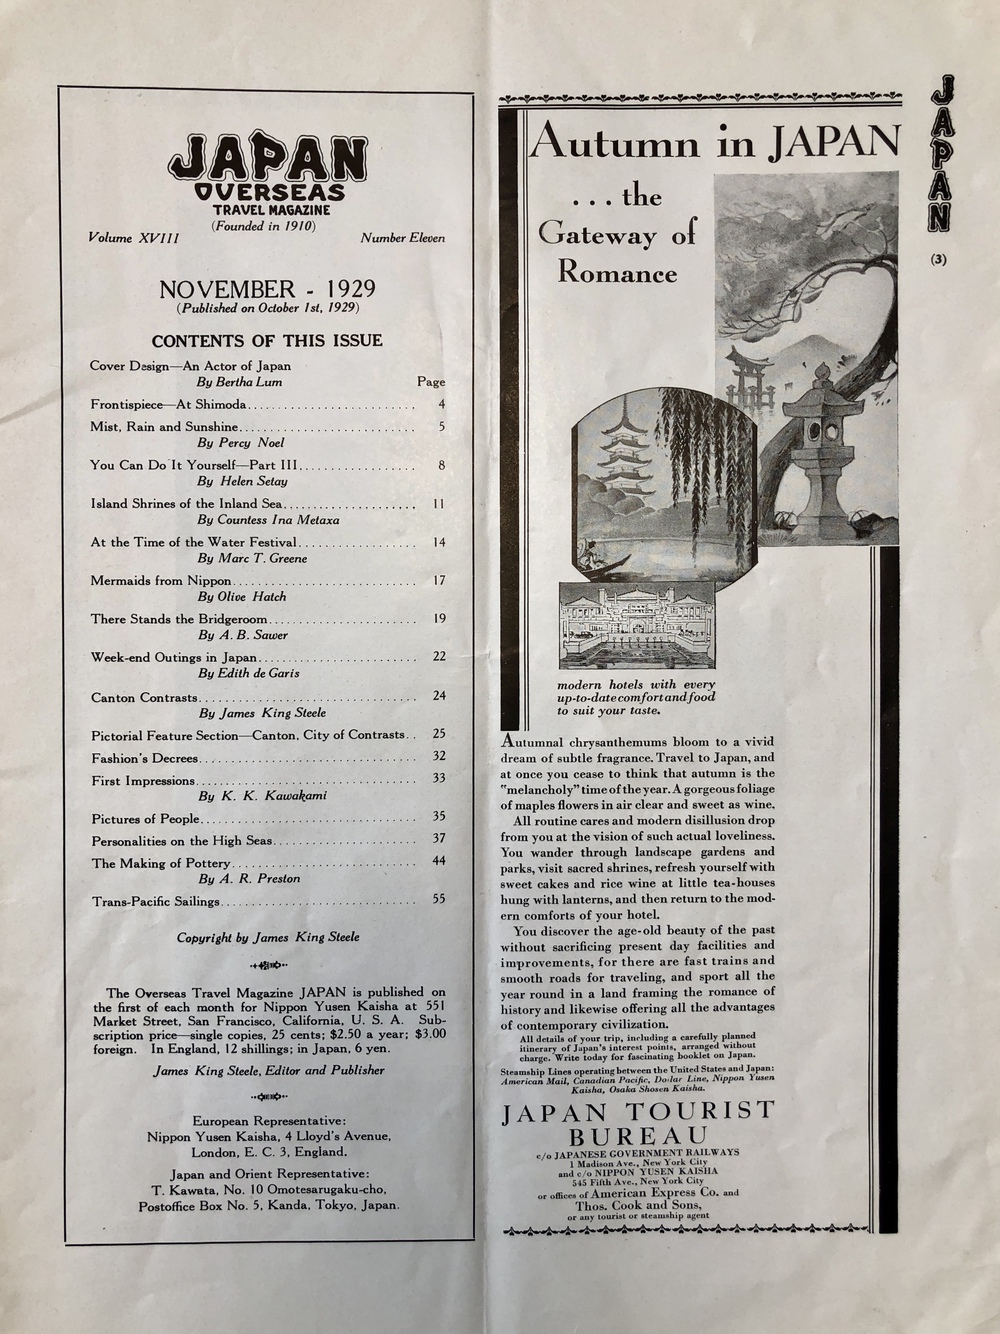 JAPAN
OVERSEAS
TRAVEL MAGAZINE
(Founded in 1910)
Volume XVIII Number Eleven
NOVEMBER - 1929
(Published on October 1st, 1929)
CONTENTS OF THIS ISSUE
Cover Design—An Actor of Japan
By Bertha Lum Page
Frontispiece—At Shimoda 4
Mist, Rain and Sunshine 5
By Percy Noel
You Can Do It Yourself—Part III 8
By Helen Setay
Island Shrines of the Inland Sea 11
By Countess Ina Metaxa
At the Time of the Water Festival 14
By Marc T. Greene
Mermaids from Nippon 17
By Olive Hatch
There Stands the Bridgeroom 19
By A. B. Sawer
Week-end Outings in Japan 22
By Edith de Garis
Canton Contrasts 24
By James King Steele
Pictorial Feature Section—Canton, City of Contrasts 25
Fashion's Decrees 32
First Impressions 33
By K. K. Kawakami
Pictures of People 35
Personalities on the High Seas 37
The Making of Pottery 44
By A. R. Preston
Trans-Pacific Sailings 55
Copyright by James King Steele
The Overseas Travel Magazine JAPAN is published on
the first of each month for Nippon Yusen Kaisha at 551
Market Street, San Francisco, California, U. S. A. Sub-
scription price—single copies, 25 cents; $2.50 a year; $3.00
foreign. In England, 12 shillings; in Japan, 6 yen.
James King Steele, Editor and Publisher
European Representative:
Nippon Yusen Kaisha, 4 Lloyd's Avenue,
London, E. C. 3, England.
Japan and Orient Representative:
T. Kawata, No. 10 Omotesarugaku-cho,
Postoffice Box No. 5, Kanda, Tokyo, Japan.
Autumn in JAPAN
. . . the
Gateway of
Romance
modern hotels with every
up-to-date comfort and food
to suit your taste.
Autumnal chrysanthemums bloom to a vivid
dream of subtle fragrance. Travel to Japan, and
at once you cease to think that autumn is the
"melancholy" time of the year. A gorgeous foliage
of maples flowers in air clear and sweet as wine.
All routine cares and modern disillusion drop
from you at the vision of such actual loveliness.
You wander through landscape gardens and
parks, visit sacred shrines, refresh yourself with
sweet cakes and rice wine at little tea-houses
hung with lanterns, and then return to the mod-
ern comforts of your hotel.
You discover the age-old beauty of the past
without sacrificing present day facilities and
improvements, for there are fast trains and
smooth roads for traveling, and sport all the
year round in a land framing the romance of
history and likewise offering all the advantages
of contemporary civilization.
All details of your trip, including a carefully planned
itinerary of Japan's interest points, arranged without
charge. Write today for fascinating booklet on Japan.
Steamship Lines operating between the United States and Japan:
American Mail, Canadian Pacific, Dollar Line, Nippon Yusen
Kaisha, Osaka Shosen Kaisha.
JAPAN TOURIST
BUREAU
c/o JAPANESE GOVERNMENT RAILWAYS
1 Madison Ave., New York City
and c/o NIPPON YUSEN KAISHA
545 Fifth Ave., New York City
or offices of American Express Co. and
Thos. Cook and Sons,
or any tourist or steamship agent
JAPAN
(3)